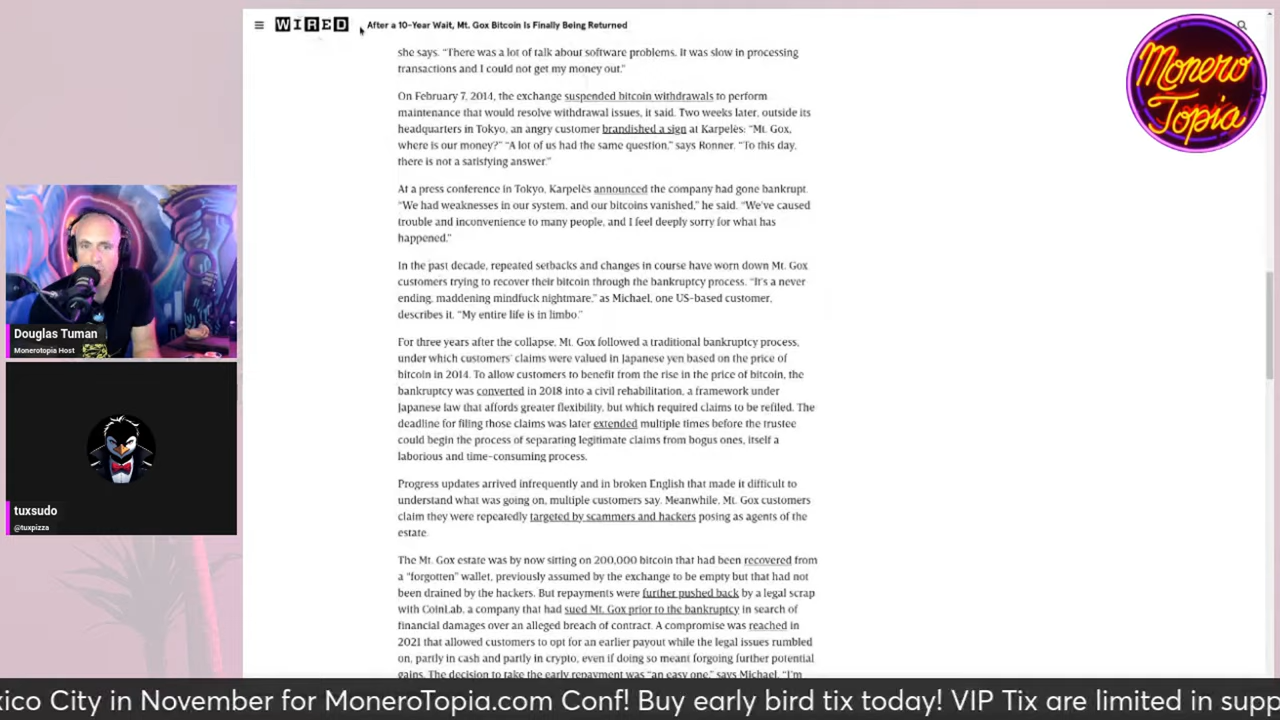 WIRED
After a 10-Year Wait, Mt. Gox Bitcoin Is Finally Being Returned
Monero
Topia
she says. “There was a lot of talk about software problems. It was slow in processing
transactions and I could not get my money out.”
On February 7, 2014, the exchange suspended bitcoin withdrawals to perform
maintenance that would resolve withdrawal issues, it said. Two weeks later, outside its
headquarters in Tokyo, an angry customer brandished a sign at Karpelès: “Mt. Gox,
where is our money?” “A lot of us had the same question,” says Ronner. “To this day,
there is not a satisfying answer.”
At a press conference in Tokyo, Karpelès announced the company had gone bankrupt.
“We had weaknesses in our system, and our bitcoins vanished,” he said. “We’ve caused
trouble and inconvenience to many people, and I feel deeply sorry for what has
happened.”
In the past decade, repeated setbacks and changes in course have worn down Mt. Gox
customers trying to recover their bitcoin through the bankruptcy process. “It’s a never
ending, maddening mindfuck nightmare,” as Michael, one US-based customer,
describes it. “My entire life is in limbo.”
For three years after the collapse, Mt. Gox followed a traditional bankruptcy process,
under which customers’ claims were valued in Japanese yen based on the price of
bitcoin in 2014. To allow customers to benefit from the rise in the price of bitcoin, the
bankruptcy was converted in 2018 into a civil rehabilitation, a framework under
Japanese law that affords greater flexibility, but which required claims to be refiled. The
deadline for filing those claims was later extended multiple times before the trustee
could begin the process of separating legitimate claims from bogus ones, itself a
laborious and time-consuming process.
Progress updates arrived infrequently and in broken English that made it difficult to
understand what was going on, multiple customers say. Meanwhile, Mt. Gox customers
claim they were repeatedly targeted by scammers and hackers posing as agents of the
estate.
The Mt. Gox estate was by now sitting on 200,000 bitcoin that had been recovered from
a “forgotten” wallet, previously assumed by the exchange to be empty but that had not
been drained by the hackers. But repayments were further pushed back by a legal scrap
with CoinLab, a company that had sued Mt. Gox prior to the bankruptcy in search of
financial damages over an alleged breach of contract. A compromise was reached in
2021 that allowed customers to opt for an earlier payout while the legal issues rumbled
on, partly in cash and partly in crypto, even if doing so meant forgoing further potential
gains. The decision to take the early repayment was “an easy one,” says Michael. “I’m
Douglas Tuman
Monerotopia Host
tuxsudo
@tuxpizza
xico City in November for MoneroTopia.com Conf! Buy early bird tix today! VIP Tix are limited in supp